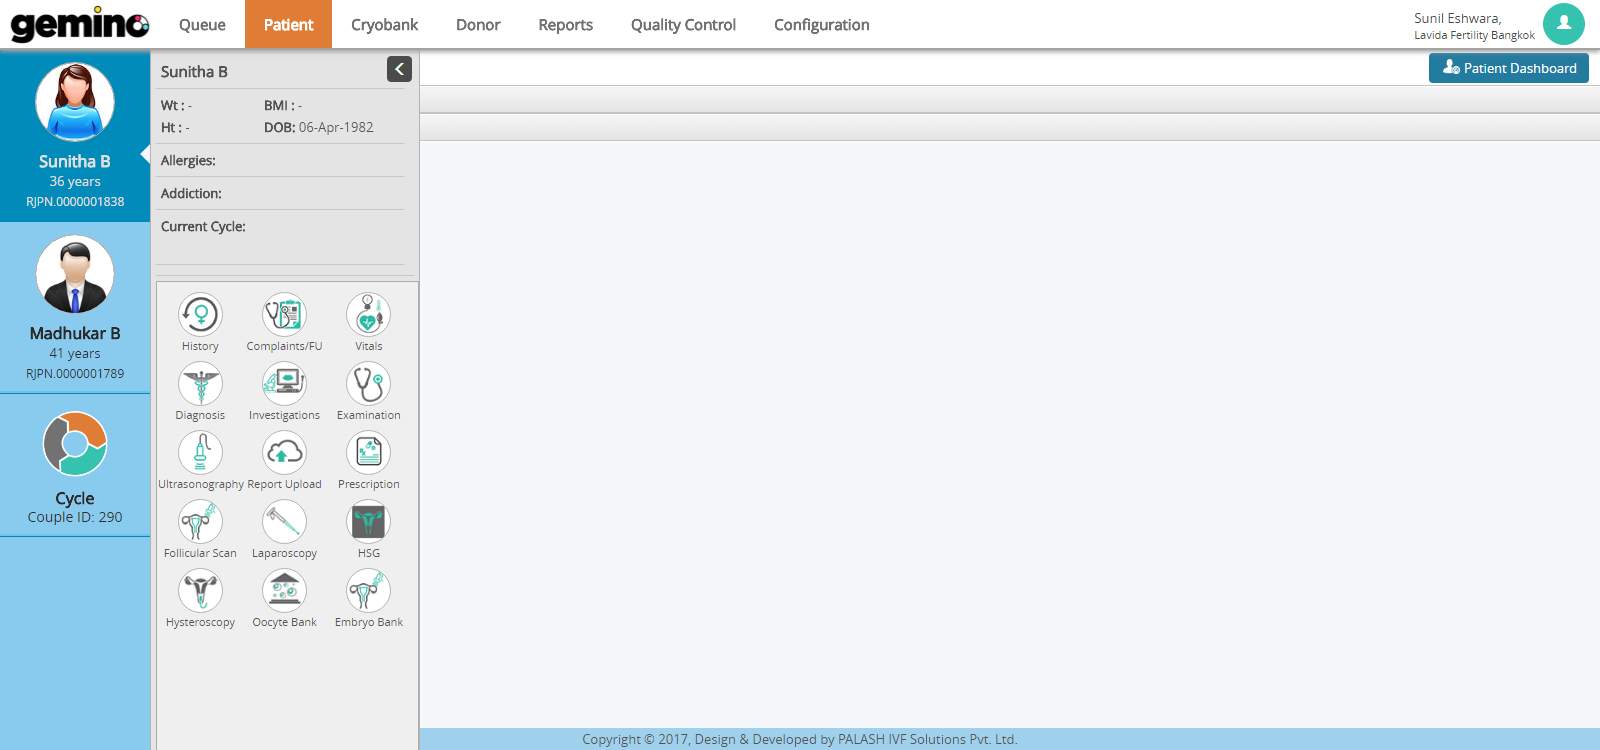 gemino
Queue Patient Cryobank Donor Reports Quality Control Configuration
Sunil Eshwara,
Lavida Fertility Bangkok
Patient Dashboard
Sunitha B
36 years
RJPN.0000001838
Madhukar B
41 years
RJPN.0000001789
Cycle
Couple ID: 290
Sunitha B
Wt : - BMI : -
Ht : - DOB: 06-Apr-1982
Allergies:
Addiction:
Current Cycle:
History Complaints/FU Vitals
Diagnosis Investigations Examination
Ultrasonography Report Upload Prescription
Follicular Scan Laparoscopy HSG
Hysteroscopy Oocyte Bank Embryo Bank
Copyright © 2017, Design & Developed by PALASH IVF Solutions Pvt. Ltd.